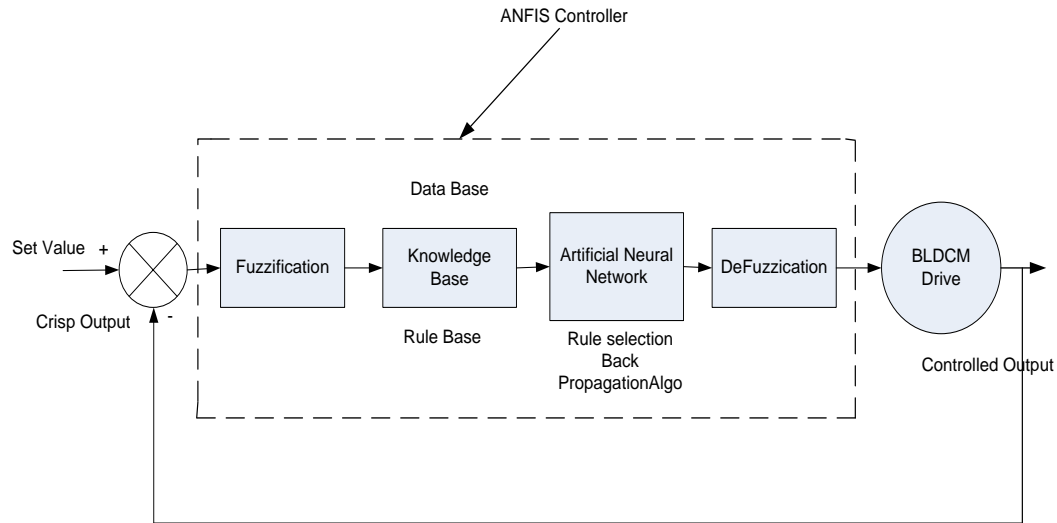 ANFIS Controller
Data Base
Set Value +
Fuzzification
Knowledge
Base
Artificial Neural
Network
DeFuzzication
BLDCM
Drive
Crisp Output -
Rule Base
Rule selection
Back
PropagationAlgo
Controlled Output